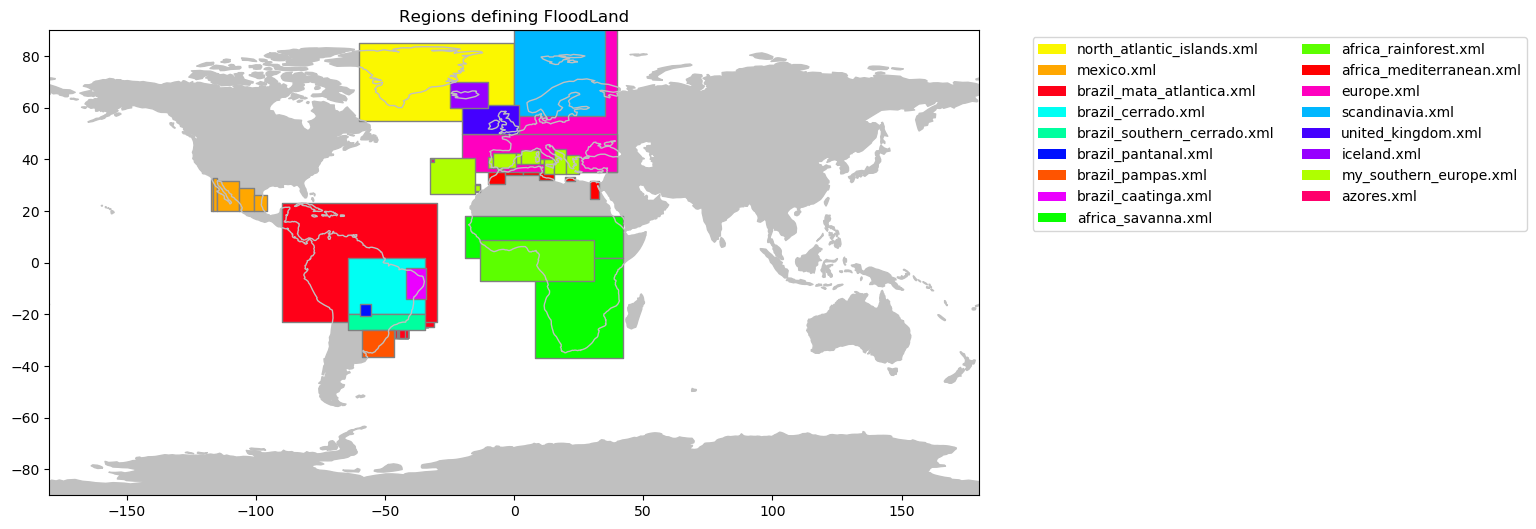 Regions defining FloodLand
80
60
40
20
0
−20
−40
−60
−80
−150
−100
−50
0
50
100
150
north_atlantic_islands.xml
mexico.xml
brazil_mata_atlantica.xml
brazil_cerrado.xml
brazil_southern_cerrado.xml
brazil_pantanal.xml
brazil_pampas.xml
brazil_caatinga.xml
africa_savanna.xml
africa_rainforest.xml
africa_mediterranean.xml
europe.xml
scandinavia.xml
united_kingdom.xml
iceland.xml
my_southern_europe.xml
azores.xml